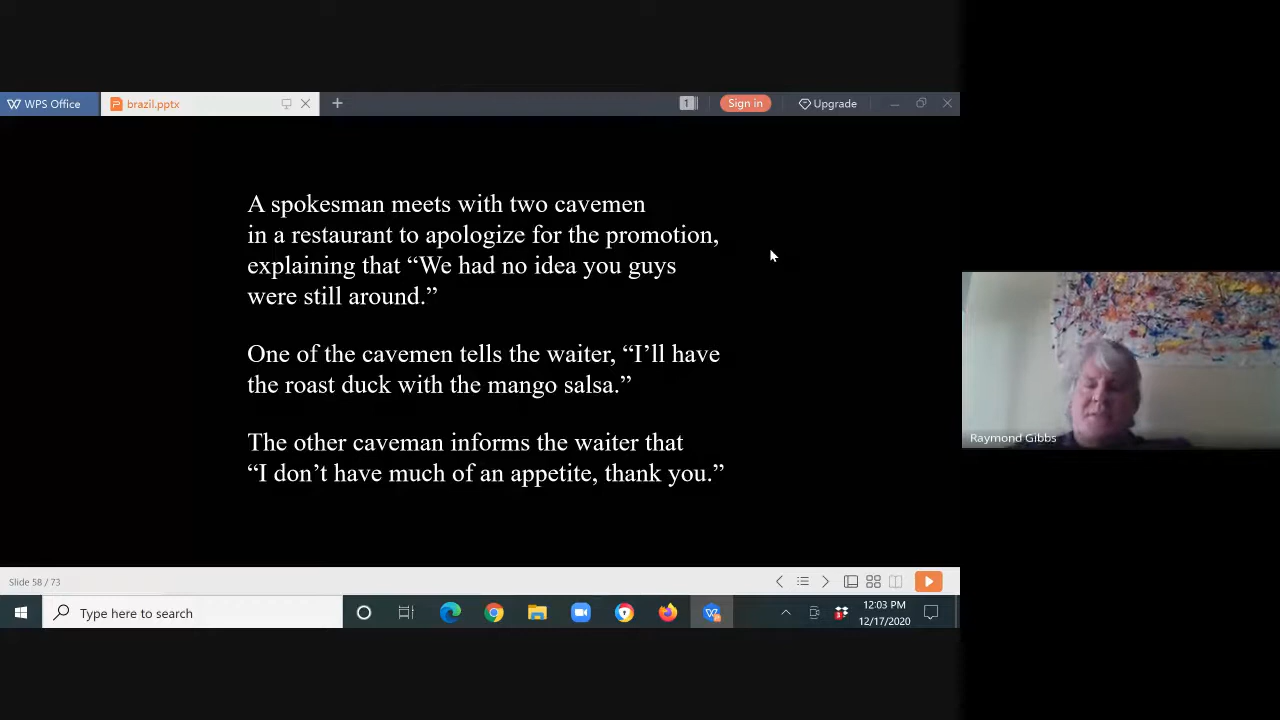 WPS Office
brazil.pptx
1
Sign in
Upgrade
A spokesman meets with two cavemen
in a restaurant to apologize for the promotion,
explaining that “We had no idea you guys
were still around.”
One of the cavemen tells the waiter, “I’ll have
the roast duck with the mango salsa.”
The other caveman informs the waiter that
“I don’t have much of an appetite, thank you.”
Raymond Gibbs
Slide 58 / 73
Type here to search
12:03 PM
12/17/2020